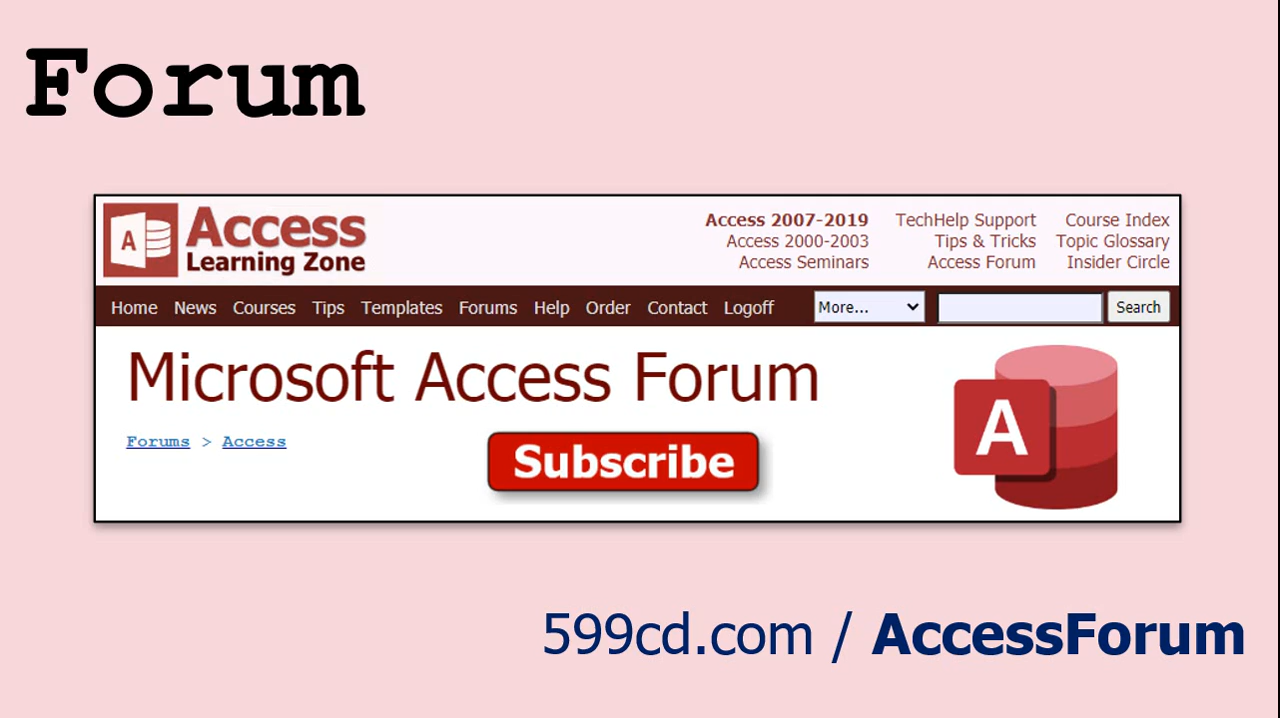 Forum
A
Access
Learning Zone
Access 2007-2019 TechHelp Support Course Index
Access 2000-2003 Tips & Tricks Topic Glossary
Access Seminars Access Forum Insider Circle
Home News Courses Tips Templates Forums Help Order Contact Logoff More... Search
Microsoft Access Forum
Forums > Access
Subscribe
A
599cd.com / AccessForum